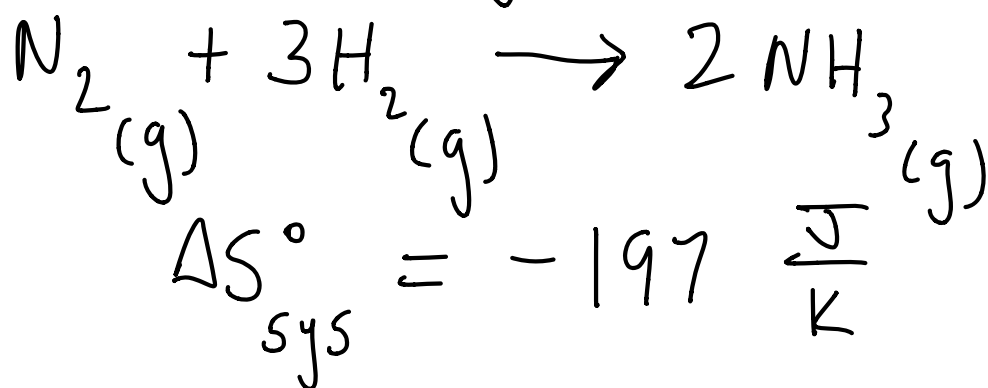 N₂(g) + 3H₂(g) → 2NH₃(g)
ΔS°sys = -197 J/K